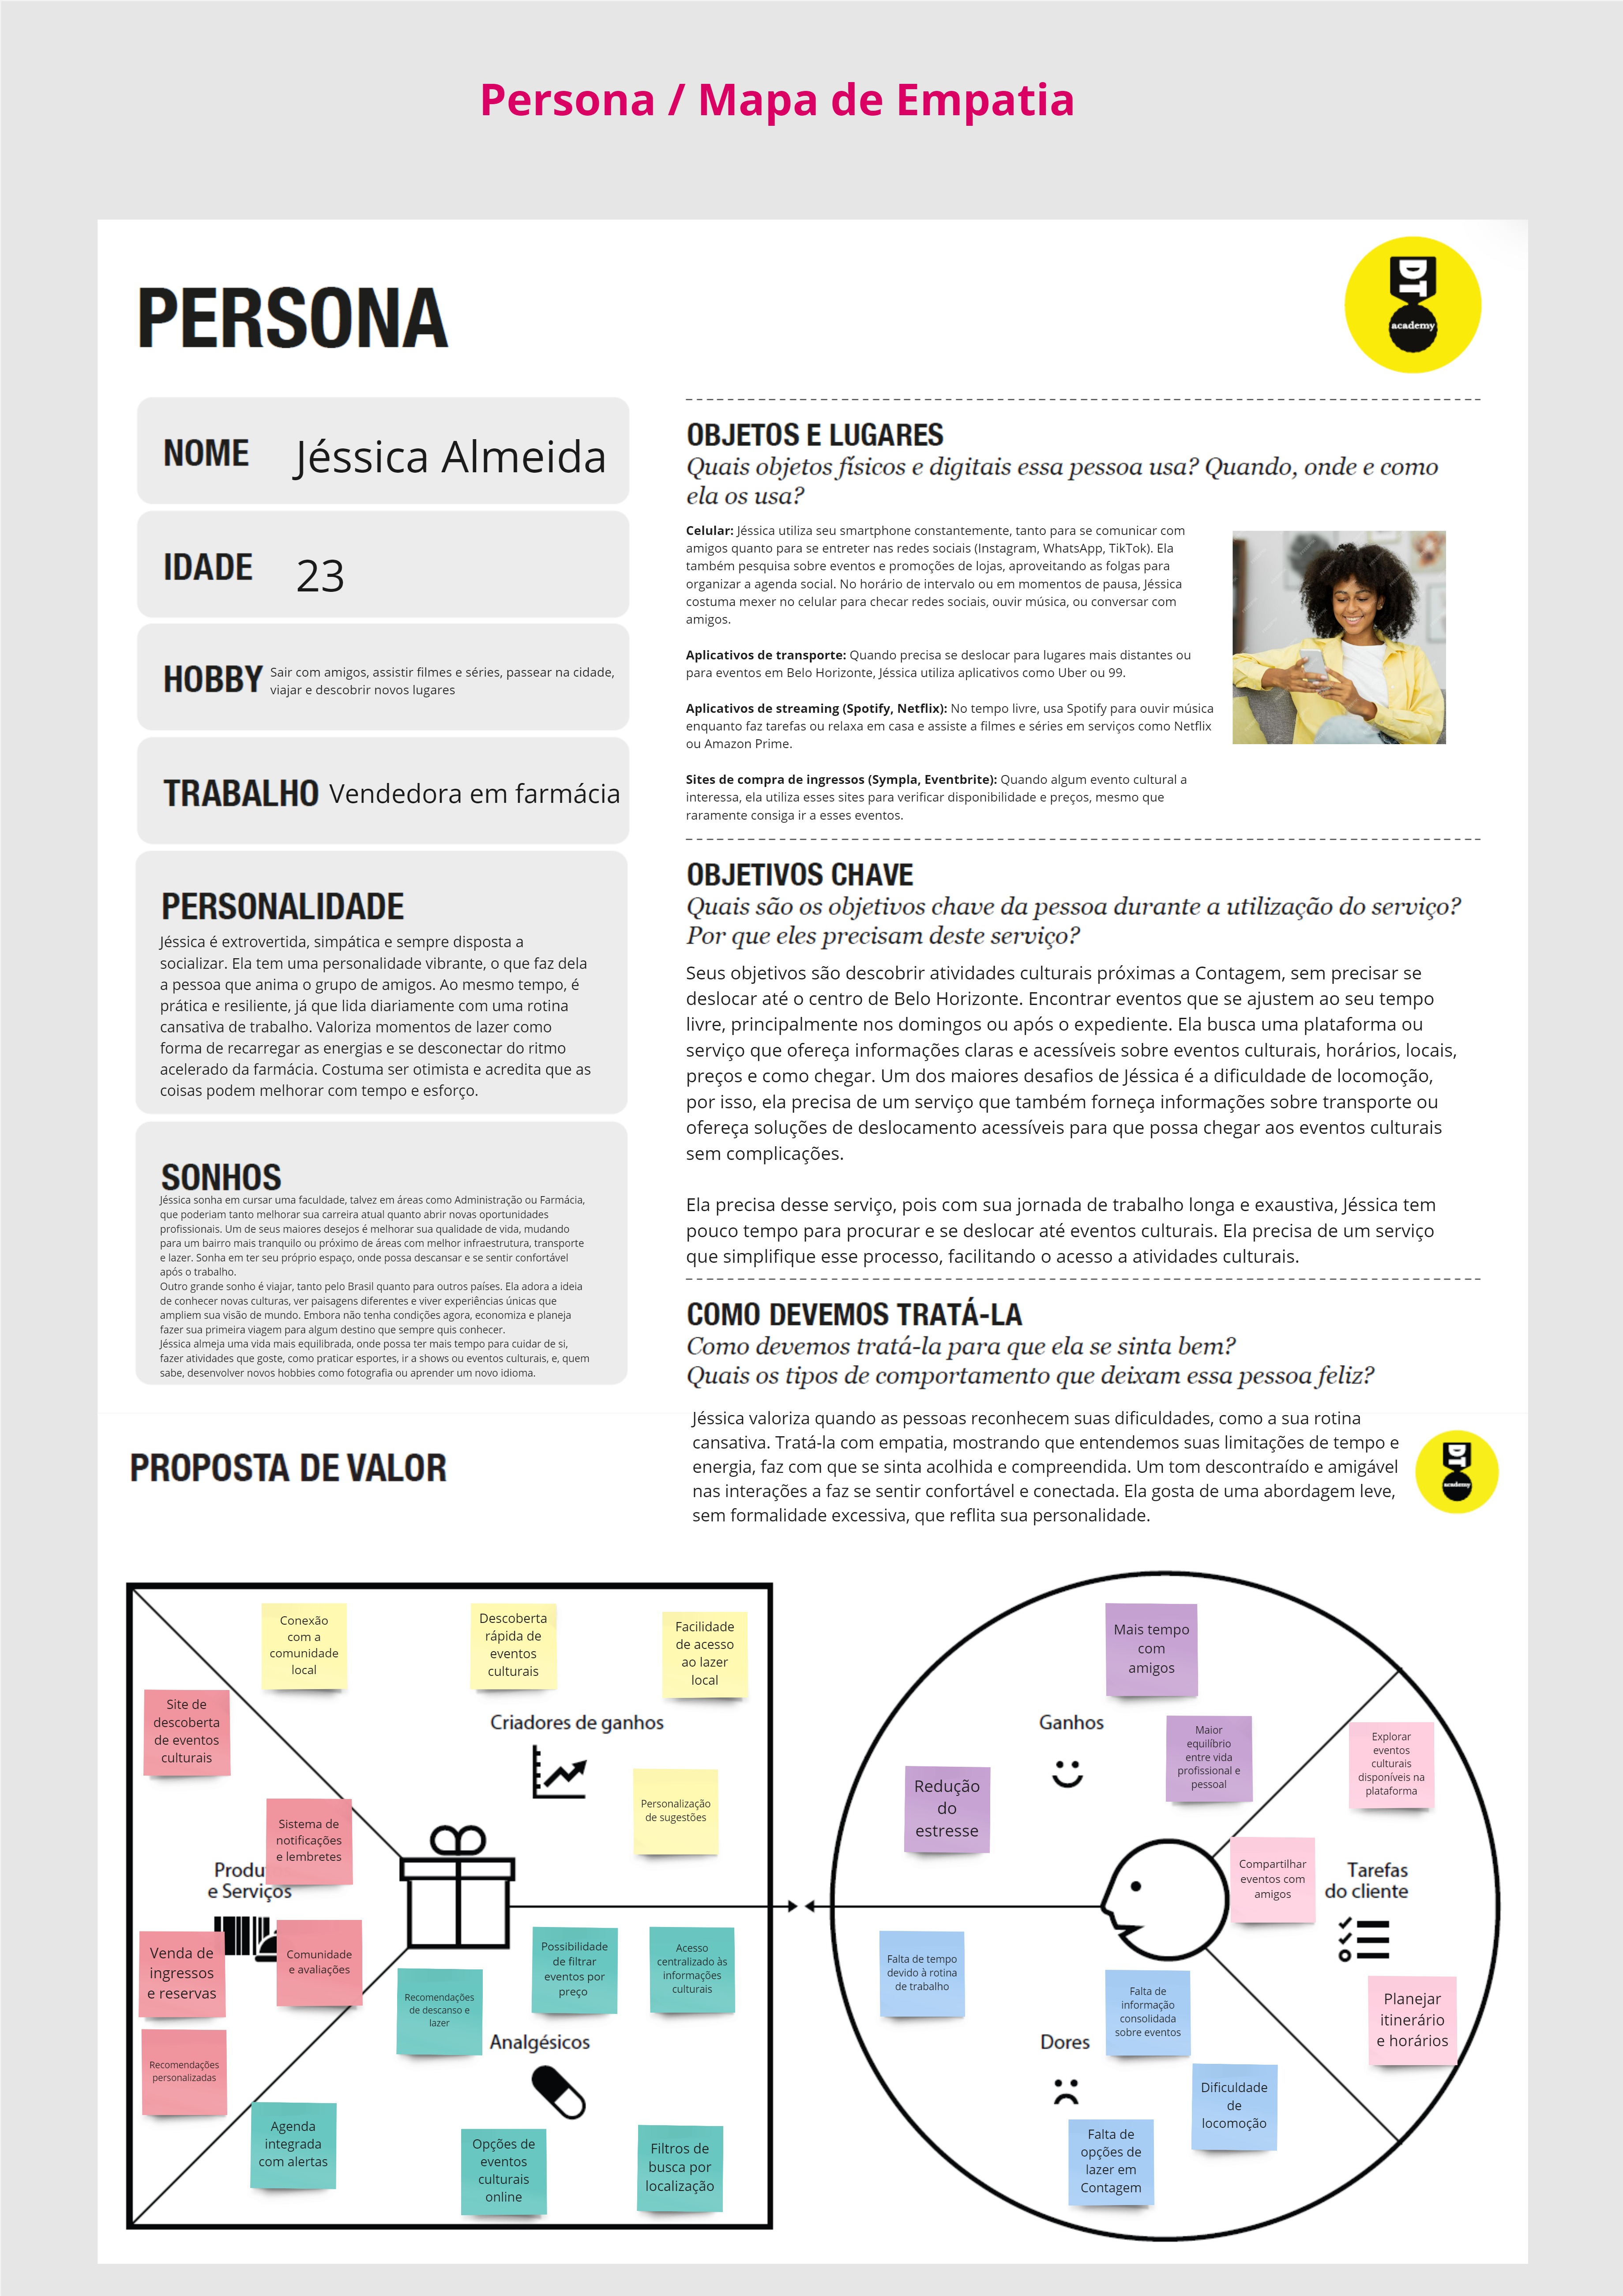 Persona / Mapa de Empatia
PERSONA
DT
academy
NOME
Jéssica Almeida
IDADE
23
HOBBY
Sair com amigos, assistir filmes e séries, passear na cidade,
viajar e descobrir novos lugares
TRABALHO
Vendedora em farmácia
PERSONALIDADE
Jéssica é extrovertida, simpática e sempre disposta a
socializar. Ela tem uma personalidade vibrante, o que faz dela
a pessoa que anima o grupo de amigos. Ao mesmo tempo, é
prática e resiliente, já que lida diariamente com uma rotina
cansativa de trabalho. Valoriza momentos de lazer como
forma de recarregar as energias e se desconectar do ritmo
acelerado da farmácia. Costuma ser otimista e acredita que as
coisas podem melhorar com tempo e esforço.
SONHOS
Jéssica sonha em cursar uma faculdade, talvez em áreas como Administração ou Farmácia,
que poderiam tanto melhorar sua carreira atual quanto abrir novas oportunidades
profissionais. Um de seus maiores desejos é melhorar sua qualidade de vida, mudando
para um bairro mais tranquilo ou próximo de áreas com melhor infraestrutura, transporte
e lazer. Sonha em ter seu próprio espaço, onde possa descansar e se sentir confortável
após o trabalho.
Outro grande sonho é viajar, tanto pelo Brasil quanto para outros países. Ela adora a ideia
de conhecer novas culturas, ver paisagens diferentes e viver experiências únicas que
ampliem sua visão de mundo. Embora não tenha condições agora, economiza e planeja
fazer sua primeira viagem para algum destino que sempre quis conhecer.
Jéssica almeja uma vida mais equilibrada, onde possa ter mais tempo para cuidar de si,
fazer atividades que goste, como praticar esportes, ir a shows ou eventos culturais, e, quem
sabe, desenvolver novos hobbies como fotografia ou aprender um novo idioma.
OBJETOS E LUGARES
Quais objetos físicos e digitais essa pessoa usa? Quando, onde e como
ela os usa?
Celular: Jéssica utiliza seu smartphone constantemente, tanto para se comunicar com
amigos quanto para se entreter nas redes sociais (Instagram, WhatsApp, TikTok). Ela
também pesquisa sobre eventos e promoções de lojas, aproveitando as folgas para
organizar a agenda social. No horário de intervalo ou em momentos de pausa, Jéssica
costuma mexer no celular para checar redes sociais, ouvir música, ou conversar com
amigos.
Aplicativos de transporte: Quando precisa se deslocar para lugares mais distantes ou
para eventos em Belo Horizonte, Jéssica utiliza aplicativos como Uber ou 99.
Aplicativos de streaming (Spotify, Netflix): No tempo livre, usa Spotify para ouvir música
enquanto faz tarefas ou relaxa em casa e assiste a filmes e séries em serviços como Netflix
ou Amazon Prime.
Sites de compra de ingressos (Sympla, Eventbrite): Quando algum evento cultural a
interessa, ela utiliza esses sites para verificar disponibilidade e preços, mesmo que
raramente consiga ir a esses eventos.
OBJETIVOS CHAVE
Quais são os objetivos chave da pessoa durante a utilização do serviço?
Por que eles precisam deste serviço?
Seus objetivos são descobrir atividades culturais próximas a Contagem, sem precisar se
deslocar até o centro de Belo Horizonte. Encontrar eventos que se ajustem ao seu tempo
livre, principalmente nos domingos ou após o expediente. Ela busca uma plataforma ou
serviço que ofereça informações claras e acessíveis sobre eventos culturais, horários, locais,
preços e como chegar. Um dos maiores desafios de Jéssica é a dificuldade de locomoção,
por isso, ela precisa de um serviço que também forneça informações sobre transporte ou
ofereça soluções de deslocamento acessíveis para que possa chegar aos eventos culturais
sem complicações.
Ela precisa desse serviço, pois com sua jornada de trabalho longa e exaustiva, Jéssica tem
pouco tempo para procurar e se deslocar até eventos culturais. Ela precisa de um serviço
que simplifique esse processo, facilitando o acesso a atividades culturais.
COMO DEVEMOS TRATÁ-LA
Como devemos tratá-la para que ela se sinta bem?
Quais os tipos de comportamento que deixam essa pessoa feliz?
Jéssica valoriza quando as pessoas reconhecem suas dificuldades, como a sua rotina
cansativa. Tratá-la com empatia, mostrando que entendemos suas limitações de tempo e
energia, faz com que se sinta acolhida e compreendida. Um tom descontraído e amigável
nas interações a faz se sentir confortável e conectada. Ela gosta de uma abordagem leve,
sem formalidade excessiva, que reflita sua personalidade.
PROPOSTA DE VALOR
DT
academy
Conexão
com a
comunidade
local
Descoberta
rápida de
eventos
culturais
Facilidade
de acesso
ao lazer
local
Site de
descoberta
de eventos
culturais
Criadores de ganhos
Personalização
de sugestões
Sistema de
notificações
e lembretes
Produ
e Serviços
Venda de
ingressos
e reservas
Comunidade
e avaliações
Recomendações
personalizadas
Recomendações
de descanso e
lazer
Possibilidade
de filtrar
eventos por
preço
Acesso
centralizado às
informações
culturais
Analgésicos
Agenda
integrada
com alertas
Opções de
eventos
culturais
online
Filtros de
busca por
localização
Mais tempo
com
amigos
Ganhos
Maior
equilíbrio
entre vida
profissional e
pessoal
Redução
do
estresse
Explorar
eventos
culturais
disponíveis na
plataforma
Compartilhar
eventos com
amigos
Tarefas
do cliente
Planejar
itinerário
e horários
Falta de tempo
devido à rotina
de trabalho
Falta de
informação
consolidada
sobre eventos
Dores
Dificuldade
de
locomoção
Falta de
opções de
lazer em
Contagem